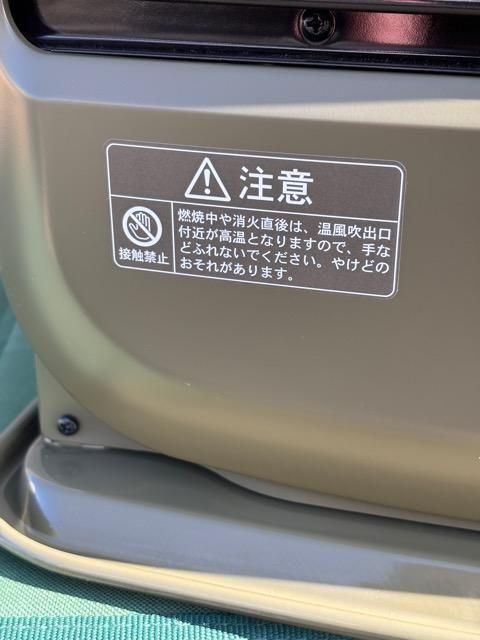 注意
接触禁止
燃焼中や消火直後は、温風吹出口
付近が高温となりますので、手な
どふれないでください。やけどの
おそれがあります。